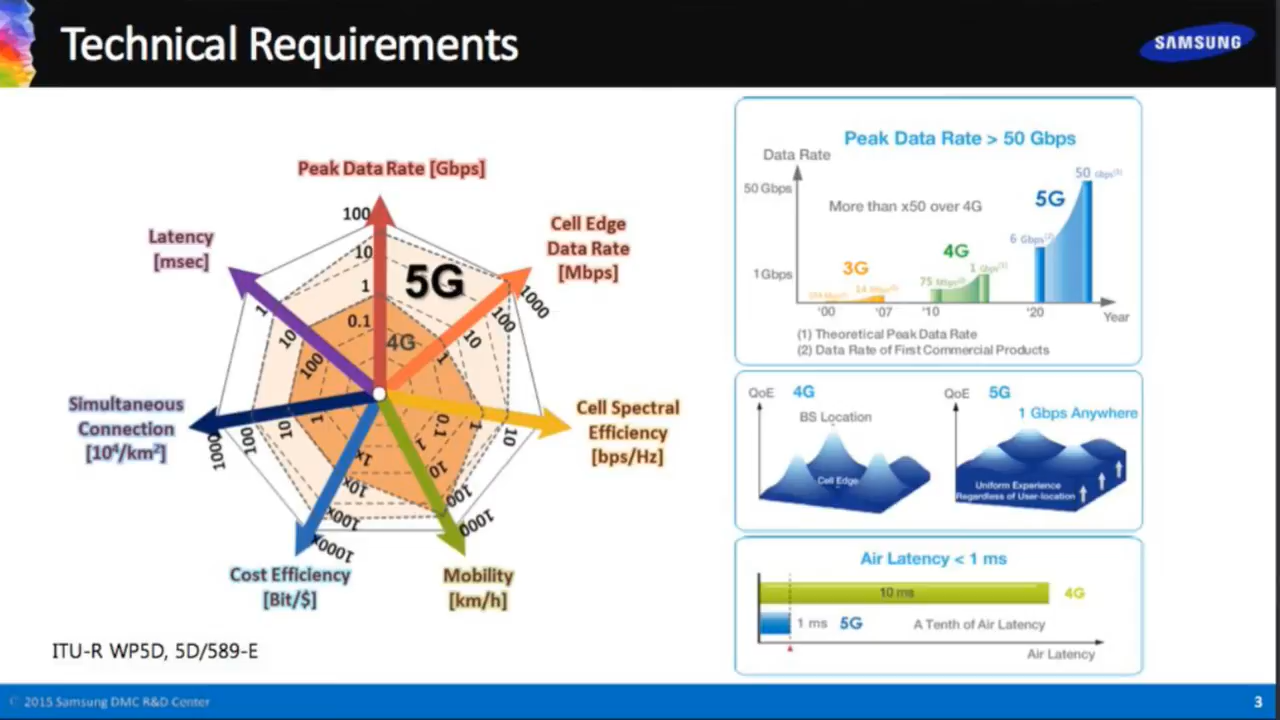 Technical Requirements
SAMSUNG
Peak Data Rate [Gbps]
100
10
1
0.1
Cell Edge
Data Rate
[Mbps]
1000
100
10
1
Cell Spectral
Efficiency
[bps/Hz]
10
1
0.1
Mobility
[km/h]
1000
100
10
1
Cost Efficiency
[Bit/$]
1000x
100x
10x
1x
Simultaneous
Connection
[10⁴/km²]
1000
100
10
1
Latency
[msec]
1
10
100
5G
4G
ITU-R WP5D, 5D/589-E
Peak Data Rate > 50 Gbps
Data Rate
50 Gbps
1 Gbps
More than x50 over 4G
3G
14 Mbps(1)
4G
75 Mbps(2)
1 Gbps(1)
5G
6 Gbps(2)
50 Gbps(1)
'00
'07
'10
'20
Year
(1) Theoretical Peak Data Rate
(2) Data Rate of First Commercial Products
QoE
4G
BS Location
Cell Edge
QoE
5G
1 Gbps Anywhere
Uniform Experience
Regardless of User-location
Air Latency < 1 ms
10 ms
4G
1 ms
5G
A Tenth of Air Latency
Air Latency
© 2015 Samsung DMC R&D Center
3